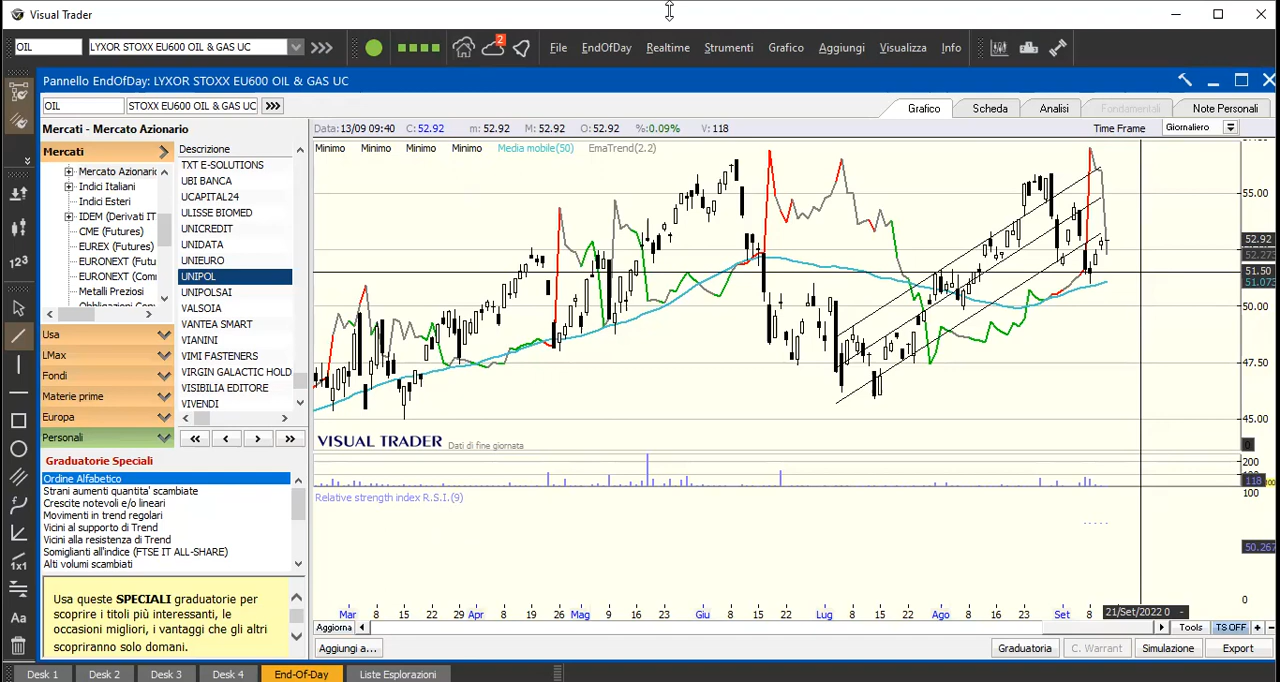 Visual Trader
OIL
LYXOR STOXX EU600 OIL & GAS UC
2
File
EndOfDay
Realtime
Strumenti
Grafico
Aggiungi
Visualizza
Info
Pannello EndOfDay: LYXOR STOXX EU600 OIL & GAS UC
OIL
STOXX EU600 OIL & GAS UC
Grafico
Scheda
Analisi
Fondamentali
Note Personali
Mercati - Mercato Azionario
Data: 13/09 09:40 C: 52.92 m: 52.92 M: 52.92 O: 52.92 %:0.09% V: 118
Time Frame
Giornaliero
Mercati
Mercato Azionario
Indici Italiani
Indici Esteri
IDEM (Derivati IT
CME (Futures)
EUREX (Futures)
EURONEXT (Futu
EURONEXT (Com
Metalli Preziosi
Usa
LMax
Fondi
Materie prime
Europa
Personali
Descrizione
TXT E-SOLUTIONS
UBI BANCA
UCAPITAL24
ULISSE BIOMED
UNICREDIT
UNIDATA
UNIEURO
UNIPOL
UNIPOLSAI
VALSOIA
VANTEA SMART
VIANINI
VIMI FASTENERS
VIRGIN GALACTIC HOLD
VISIBILIA EDITORE
VIVENDI
Minimo Minimo Minimo Minimo Media mobile(50) EmaTrend(2.2)
55.00
52.92
51.50
50.00
47.50
45.00
0
VISUAL TRADER Dati di fine giornata
200
118
100
Relative strength index R.S.I.(9)
50.267
0
Mar 8 15 22 29 Apr 12 19 26 Mag 9 16 23 Giu 8 15 22 Lug 8 15 22 Ago 9 16 23 Set 8
21/Set/2022 0 -
Graduatorie Speciali
Ordine Alfabetico
Strani aumenti quantita' scambiate
Crescite notevoli e/o lineari
Movimenti in trend regolari
Vicini al supporto di Trend
Vicini alla resistenza di Trend
Somiglianti all'indice (FTSE IT ALL-SHARE)
Alti volumi scambiati
Usa queste SPECIALI graduatorie per
scoprire i titoli più interessanti, le
occasioni migliori, i vantaggi che gli altri
scopriranno solo domani.
Aggiorna
Tools
TS OFF
Aggiungi a...
Graduatoria
C. Warrant
Simulazione
Export
123
1x1
Aa
Desk 1
Desk 2
Desk 3
Desk 4
End-Of-Day
Liste Esplorazioni